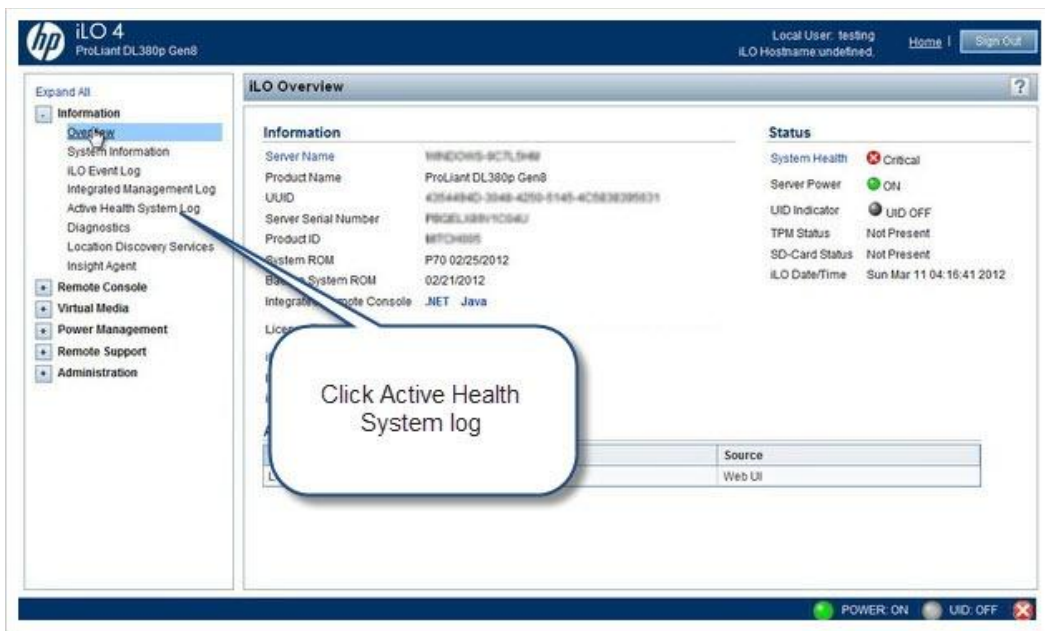 hp iLO 4
ProLiant DL380p Gen8
Local User: testing
iLO Hostname:undefined.
Home |
Sign Out
Expand All
Information
Overview
System Information
iLO Event Log
Integrated Management Log
Active Health System Log
Diagnostics
Location Discovery Services
Insight Agent
Remote Console
Virtual Media
Power Management
Remote Support
Administration
iLO Overview
?
Information
Server Name
Product Name ProLiant DL380p Gen8
UUID
Server Serial Number
Product ID
System ROM P70 02/25/2012
System ROM 02/21/2012
Console .NET Java
Status
System Health Critical
Server Power ON
UID Indicator UID OFF
TPM Status Not Present
SD-Card Status Not Present
iLO Date/Time Sun Mar 11 04:16:41 2012
Click Active Health
System log
Source
Web UI
POWER: ON UID: OFF